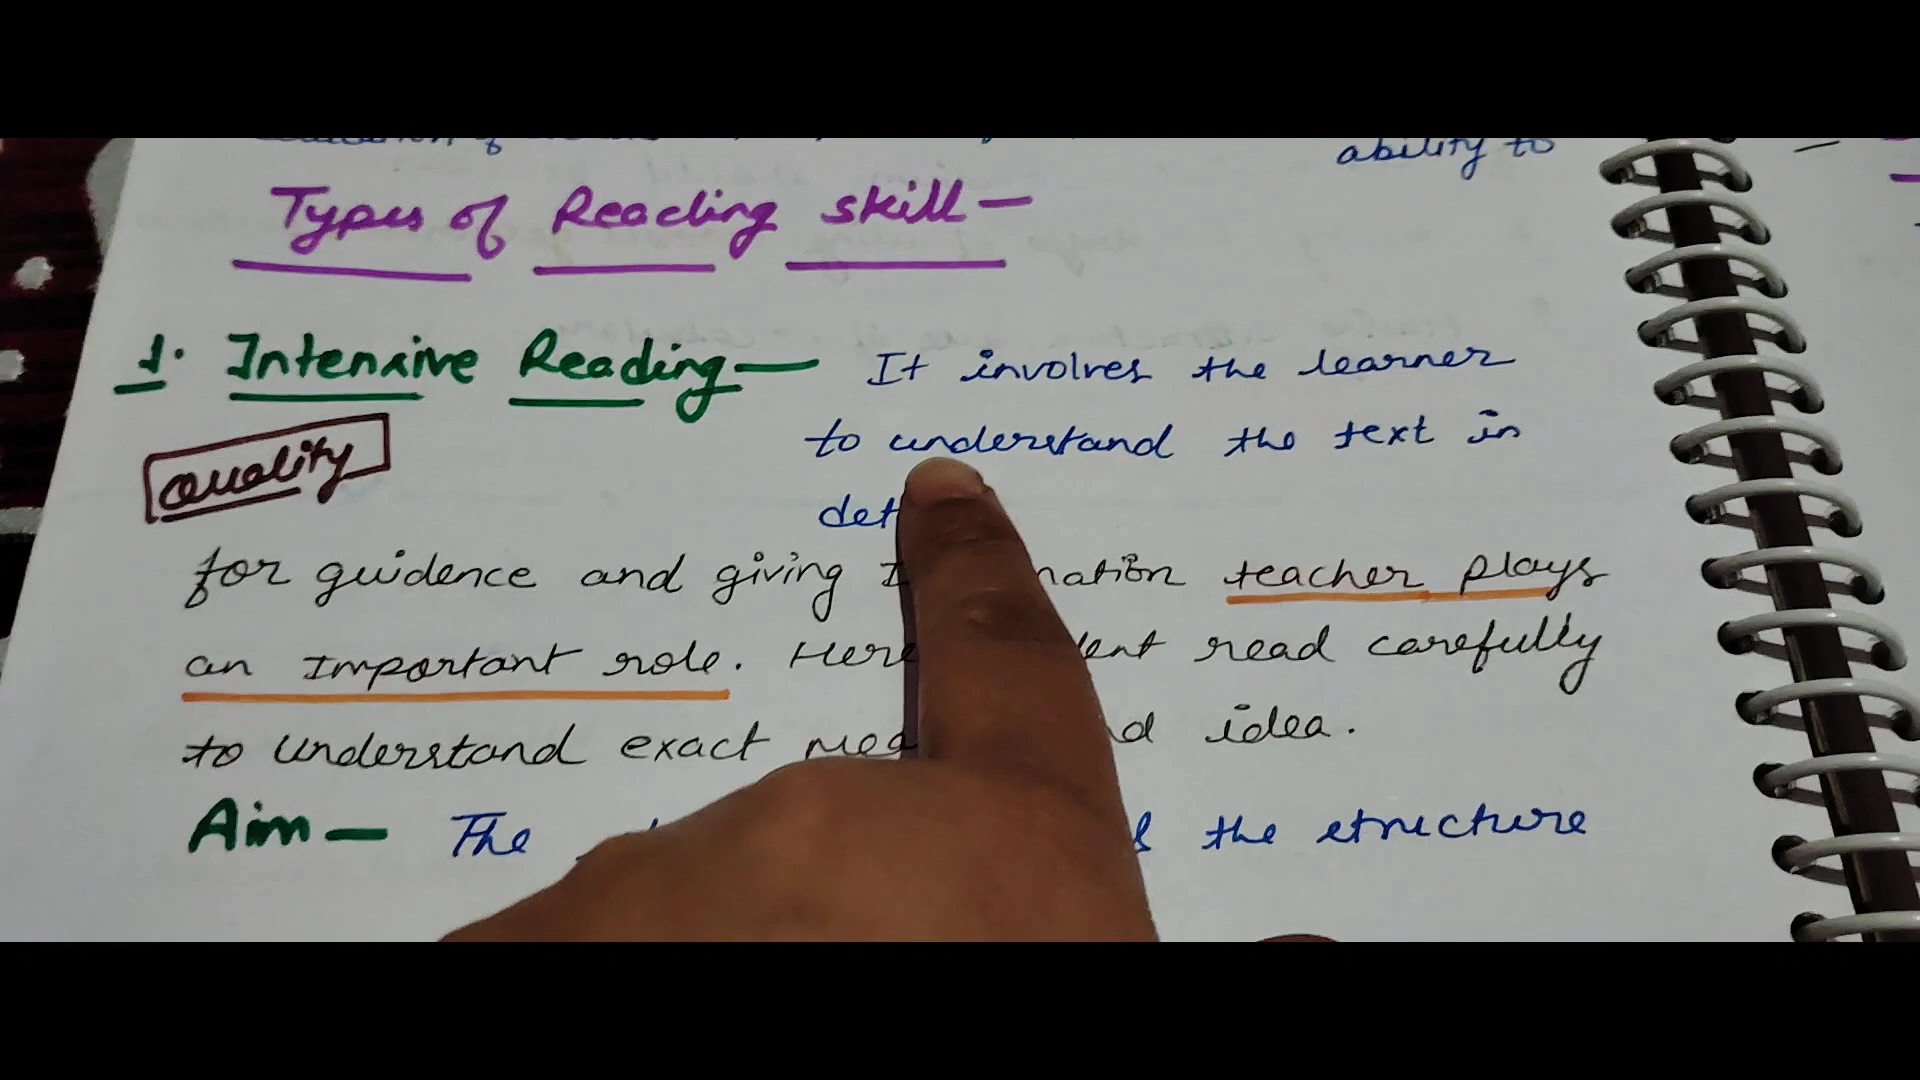 ability to
Types of Reading skill-
1. Intensive Reading- It involves the learner
Quality
to understand the text in
det
for guidence and giving teacher plays
an Important role. Here read carefully
to understand exact idea.
Aim- The the structure